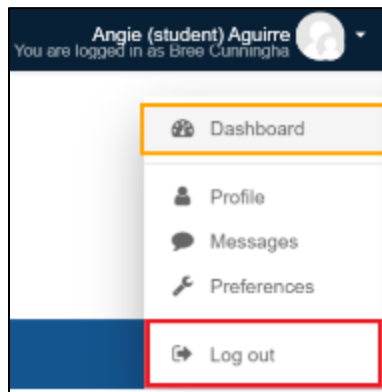 Angie (student) Aguirre
You are logged in as Bree Cunningha
Dashboard
Profile
Messages
Preferences
Log out